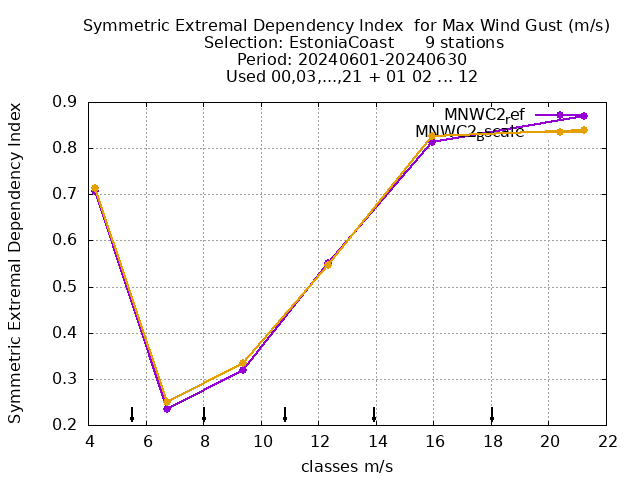 Symmetric Extremal Dependency Index  for Max Wind Gust (m/s)
Selection: EstoniaCoast      9 stations
Period: 20240601-20240630
Used 00,03,...,21 + 01 02 ... 12
Symmetric Extremal Dependency Index
0.9
0.8
0.7
0.6
0.5
0.4
0.3
0.2
MNWC2_ref
MNWC2_Bscale
4 6 8 10 12 14 16 18 20 22
classes m/s